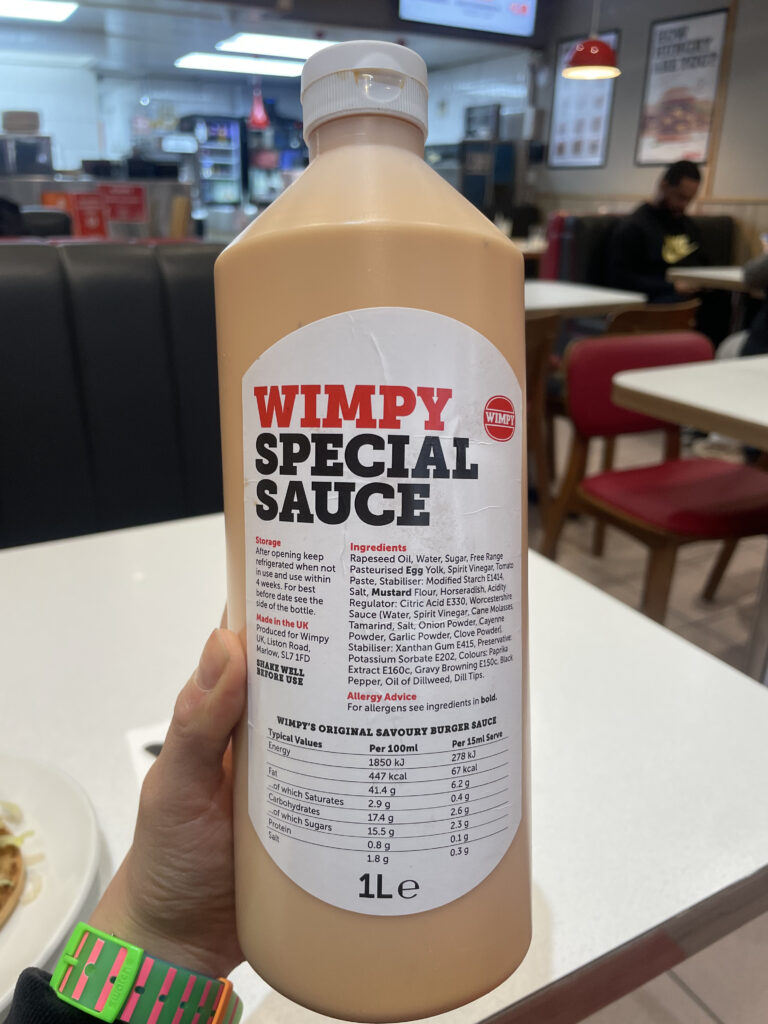 WIMPY
SPECIAL
SAUCE
WIMPY
Storage
After opening keep
refrigerated when not
in use and use within
4 weeks. For best
before date see the
side of the bottle.
Made in the UK
Produced for Wimpy
UK, Liston Road,
Marlow, SL7 1FD
SHAKE WELL
BEFORE USE
Ingredients
Rapeseed Oil, Water, Sugar, Free Range
Pasteurised Egg Yolk, Spirit Vinegar, Tomato
Paste, Stabiliser: Modified Starch E1414,
Salt, Mustard Flour, Horseradish, Acidity
Regulator: Citric Acid E330, Worcestershire
Sauce (Water, Spirit Vinegar, Cane Molasses,
Tamarind, Salt, Onion Powder, Cayenne
Powder, Garlic Powder, Clove Powder),
Stabiliser: Xanthan Gum E415, Preservative:
Potassium Sorbate E202, Colours: Paprika
Extract E160c, Gravy Browning E150c, Black
Pepper, Oil of Dillweed, Dill Tips.
Allergy Advice
For allergens see ingredients in bold.
WIMPY'S ORIGINAL SAVOURY BURGER SAUCE
Typical Values Per 100ml Per 15ml Serve
Energy 1850 kJ 278 kJ
447 kcal 67 kcal
Fat 41.4 g 6.2 g
...of which Saturates 2.9 g 0.4 g
Carbohydrates 17.4 g 2.6 g
...of which Sugars 15.5 g 2.3 g
Protein 0.8 g 0.1 g
Salt 1.8 g 0.3 g
1L e